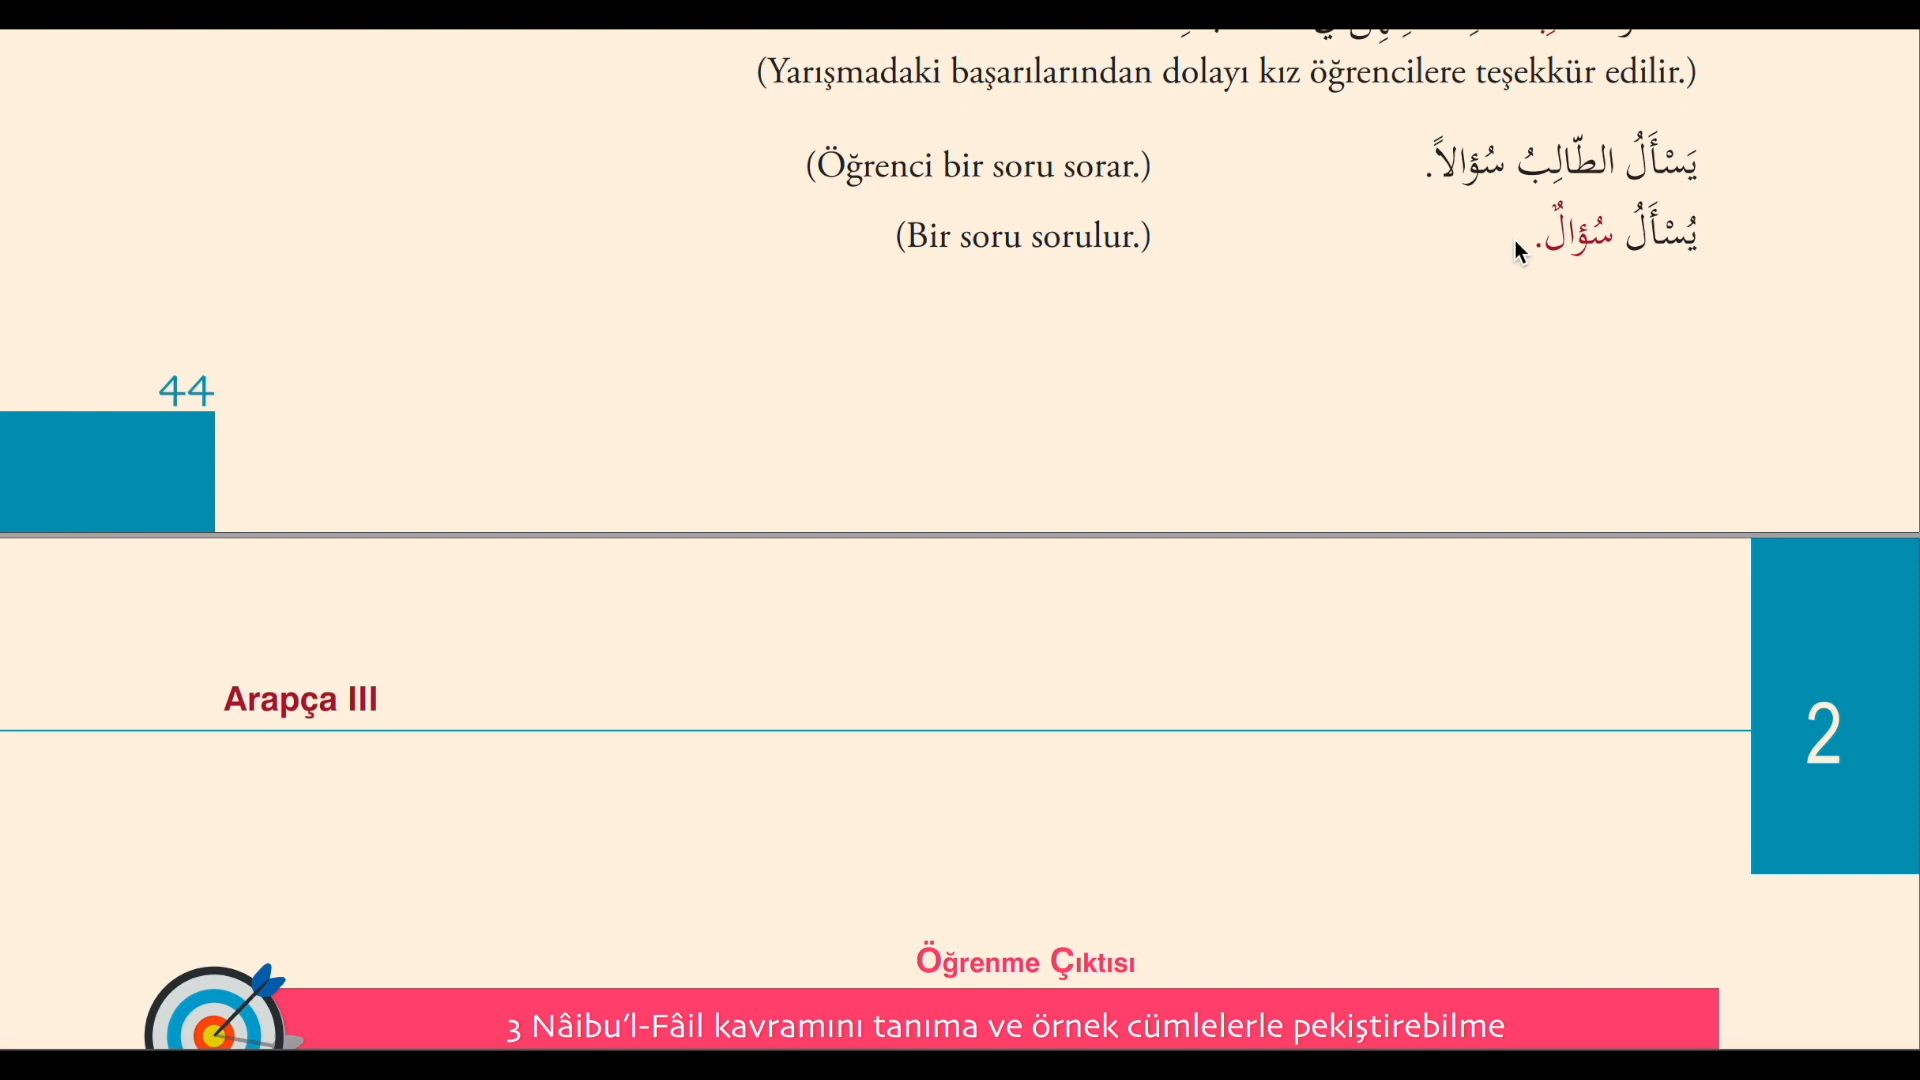 (Yarışmadaki başarılarından dolayı kız öğrencilere teşekkür edilir.)
يَسْأَلُ الطَّالِبُ سُؤالاً. (Öğrenci bir soru sorar.)
يُسْأَلُ سُؤالٌ. (Bir soru sorulur.)
44
Arapça III
2
Öğrenme Çıktısı
3 Nâibu’l-Fâil kavramını tanıma ve örnek cümlelerle pekiştirebilme